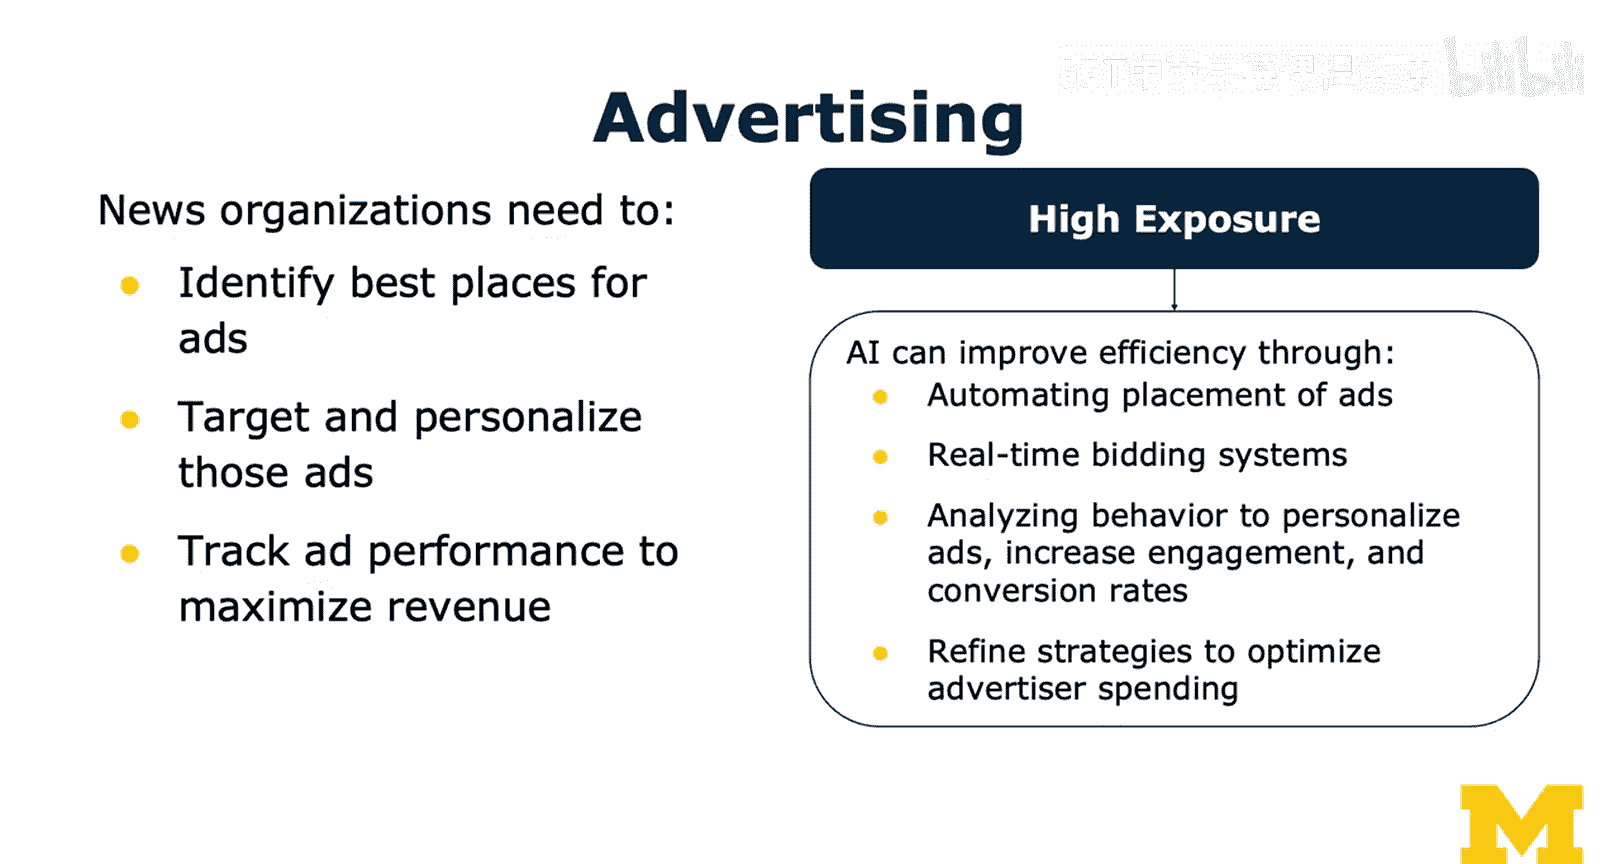 bilibili
Advertising
News organizations need to:
Identify best places for
ads
Target and personalize
those ads
Track ad performance to
maximize revenue
High Exposure
AI can improve efficiency through:
Automating placement of ads
Real-time bidding systems
Analyzing behavior to personalize
ads, increase engagement, and
conversion rates
Refine strategies to optimize
advertiser spending
M